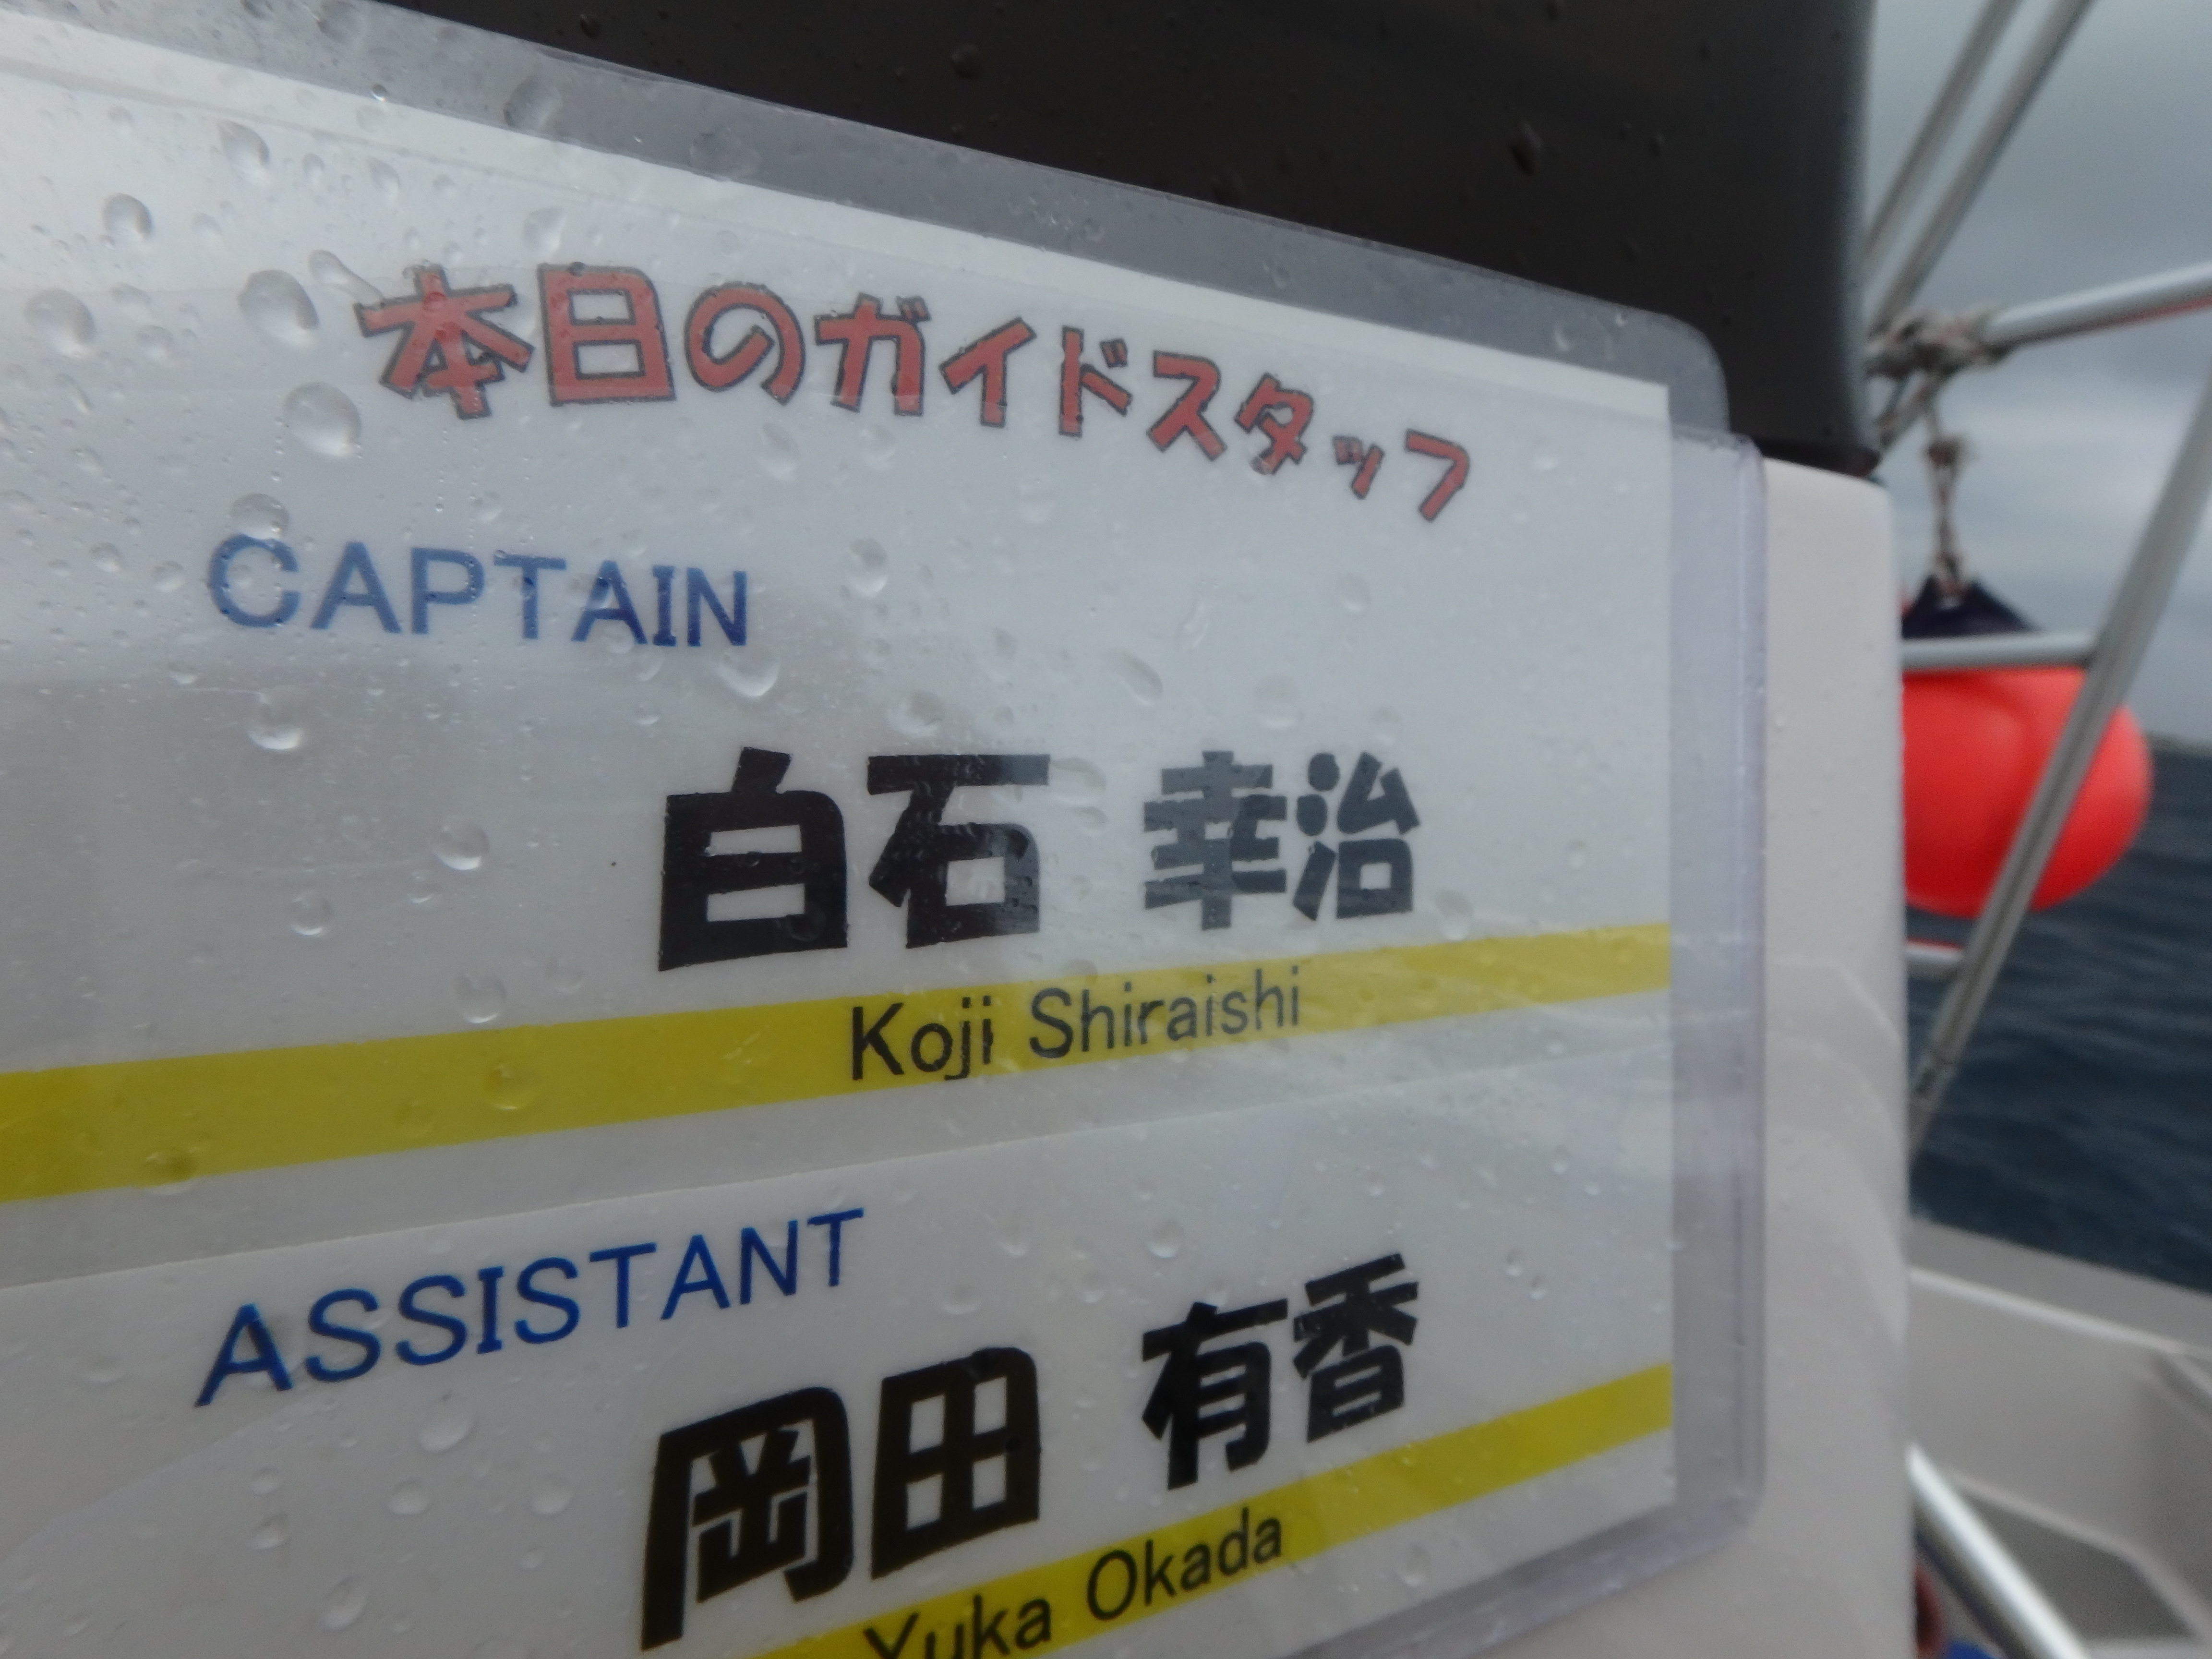 本日のガイドスタッフ
CAPTAIN
白石 幸治
Koji Shiraishi
ASSISTANT
岡田 有香
Yuka Okada